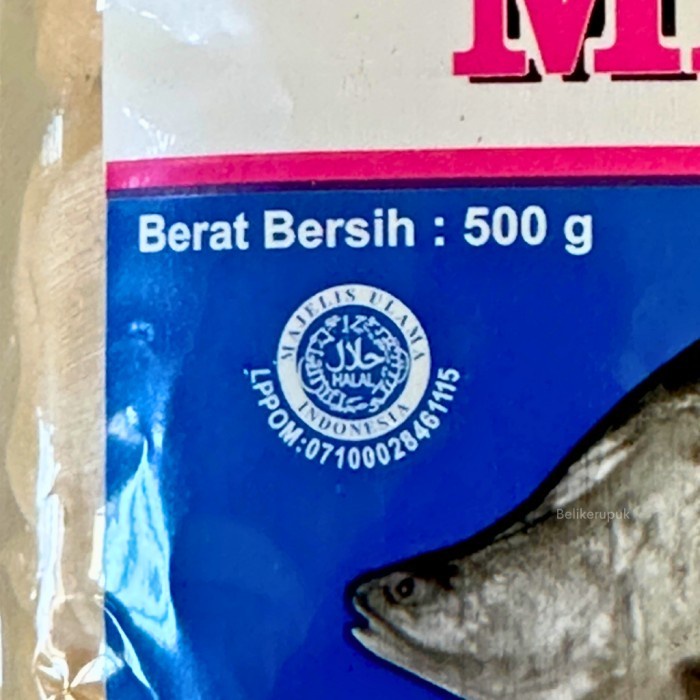 Berat Bersih : 500 g
MAJELIS ULAMA
حلال
HALAL
INDONESIA
LPPOM:07100028461115
Belikerupuk